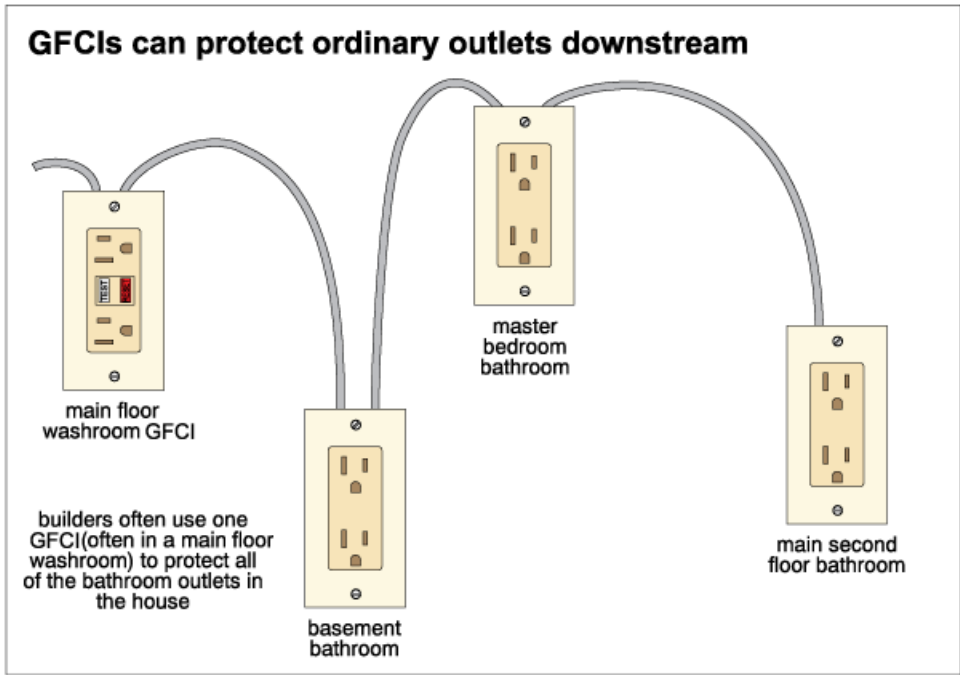 GFCIs can protect ordinary outlets downstream
main floor
washroom GFCI
TEST
master
bedroom
bathroom
builders often use one
GFCI(often in a main floor
washroom) to protect all
of the bathroom outlets in
the house
basement
bathroom
main second
floor bathroom